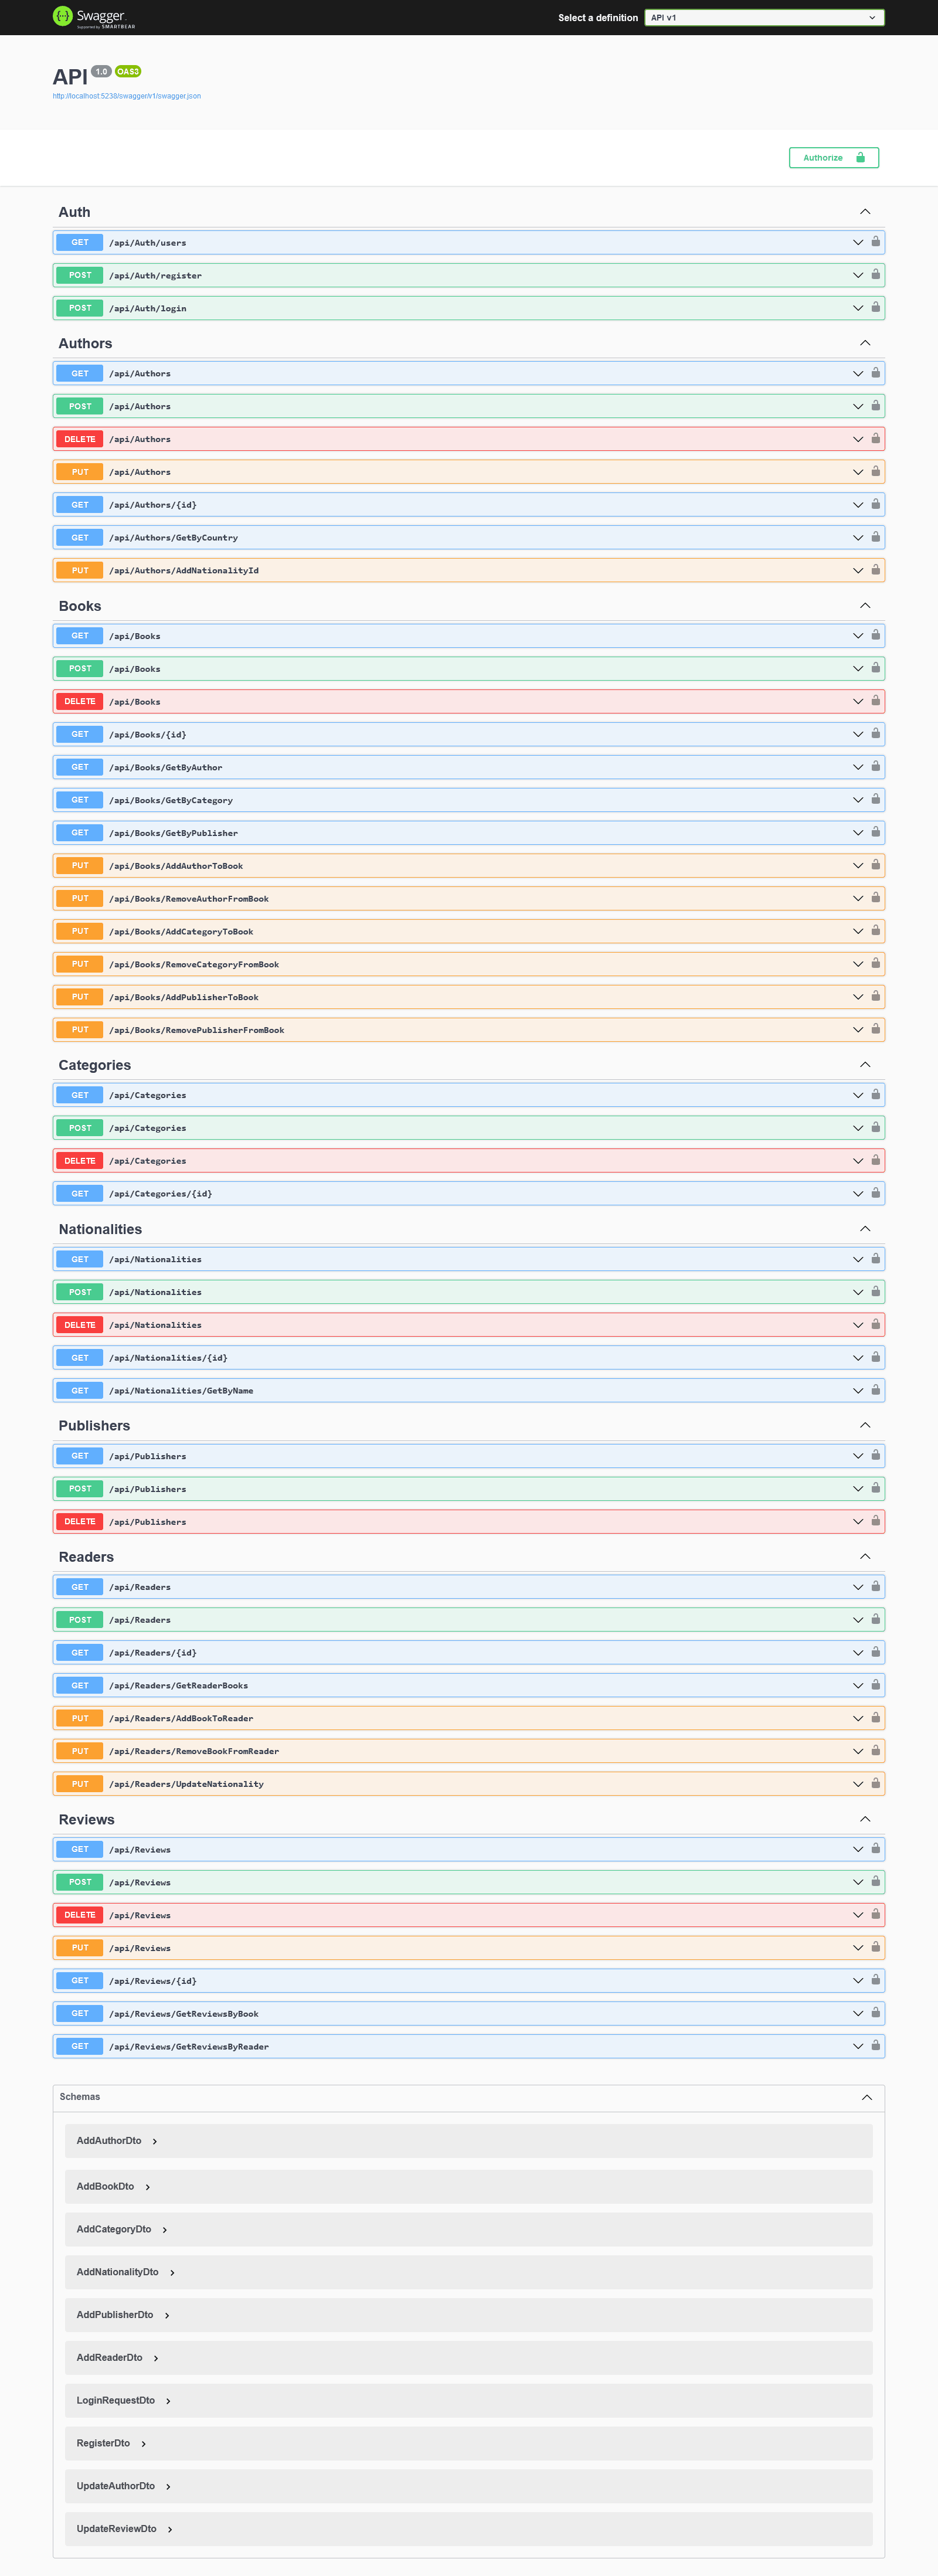 Swagger
Supported by SMARTBEAR
Select a definition
API v1
API 1.0 OAS3
http://localhost:5238/swagger/v1/swagger.json
Authorize
Auth
GET /api/Auth/users
POST /api/Auth/register
POST /api/Auth/login
Authors
GET /api/Authors
POST /api/Authors
DELETE /api/Authors
PUT /api/Authors
GET /api/Authors/{id}
GET /api/Authors/GetByCountry
PUT /api/Authors/AddNationalityId
Books
GET /api/Books
POST /api/Books
DELETE /api/Books
GET /api/Books/{id}
GET /api/Books/GetByAuthor
GET /api/Books/GetByCategory
GET /api/Books/GetByPublisher
PUT /api/Books/AddAuthorToBook
PUT /api/Books/RemoveAuthorFromBook
PUT /api/Books/AddCategoryToBook
PUT /api/Books/RemoveCategoryFromBook
PUT /api/Books/AddPublisherToBook
PUT /api/Books/RemovePublisherFromBook
Categories
GET /api/Categories
POST /api/Categories
DELETE /api/Categories
GET /api/Categories/{id}
Nationalities
GET /api/Nationalities
POST /api/Nationalities
DELETE /api/Nationalities
GET /api/Nationalities/{id}
GET /api/Nationalities/GetByName
Publishers
GET /api/Publishers
POST /api/Publishers
DELETE /api/Publishers
Readers
GET /api/Readers
POST /api/Readers
GET /api/Readers/{id}
GET /api/Readers/GetReaderBooks
PUT /api/Readers/AddBookToReader
PUT /api/Readers/RemoveBookFromReader
PUT /api/Readers/UpdateNationality
Reviews
GET /api/Reviews
POST /api/Reviews
DELETE /api/Reviews
PUT /api/Reviews
GET /api/Reviews/{id}
GET /api/Reviews/GetReviewsByBook
GET /api/Reviews/GetReviewsByReader
Schemas
AddAuthorDto
AddBookDto
AddCategoryDto
AddNationalityDto
AddPublisherDto
AddReaderDto
LoginRequestDto
RegisterDto
UpdateAuthorDto
UpdateReviewDto